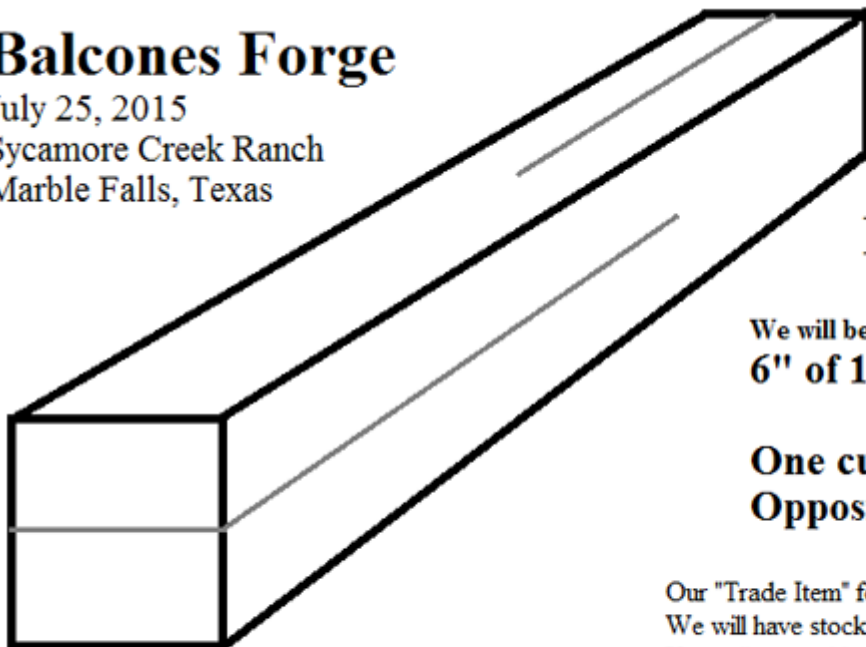 Balcones Forge
July 25, 2015
Sycamore Creek Ranch
Marble Falls, Texas
We will be
6" of 1
One cu
Oppos
Our "Trade Item" f
We will have stock